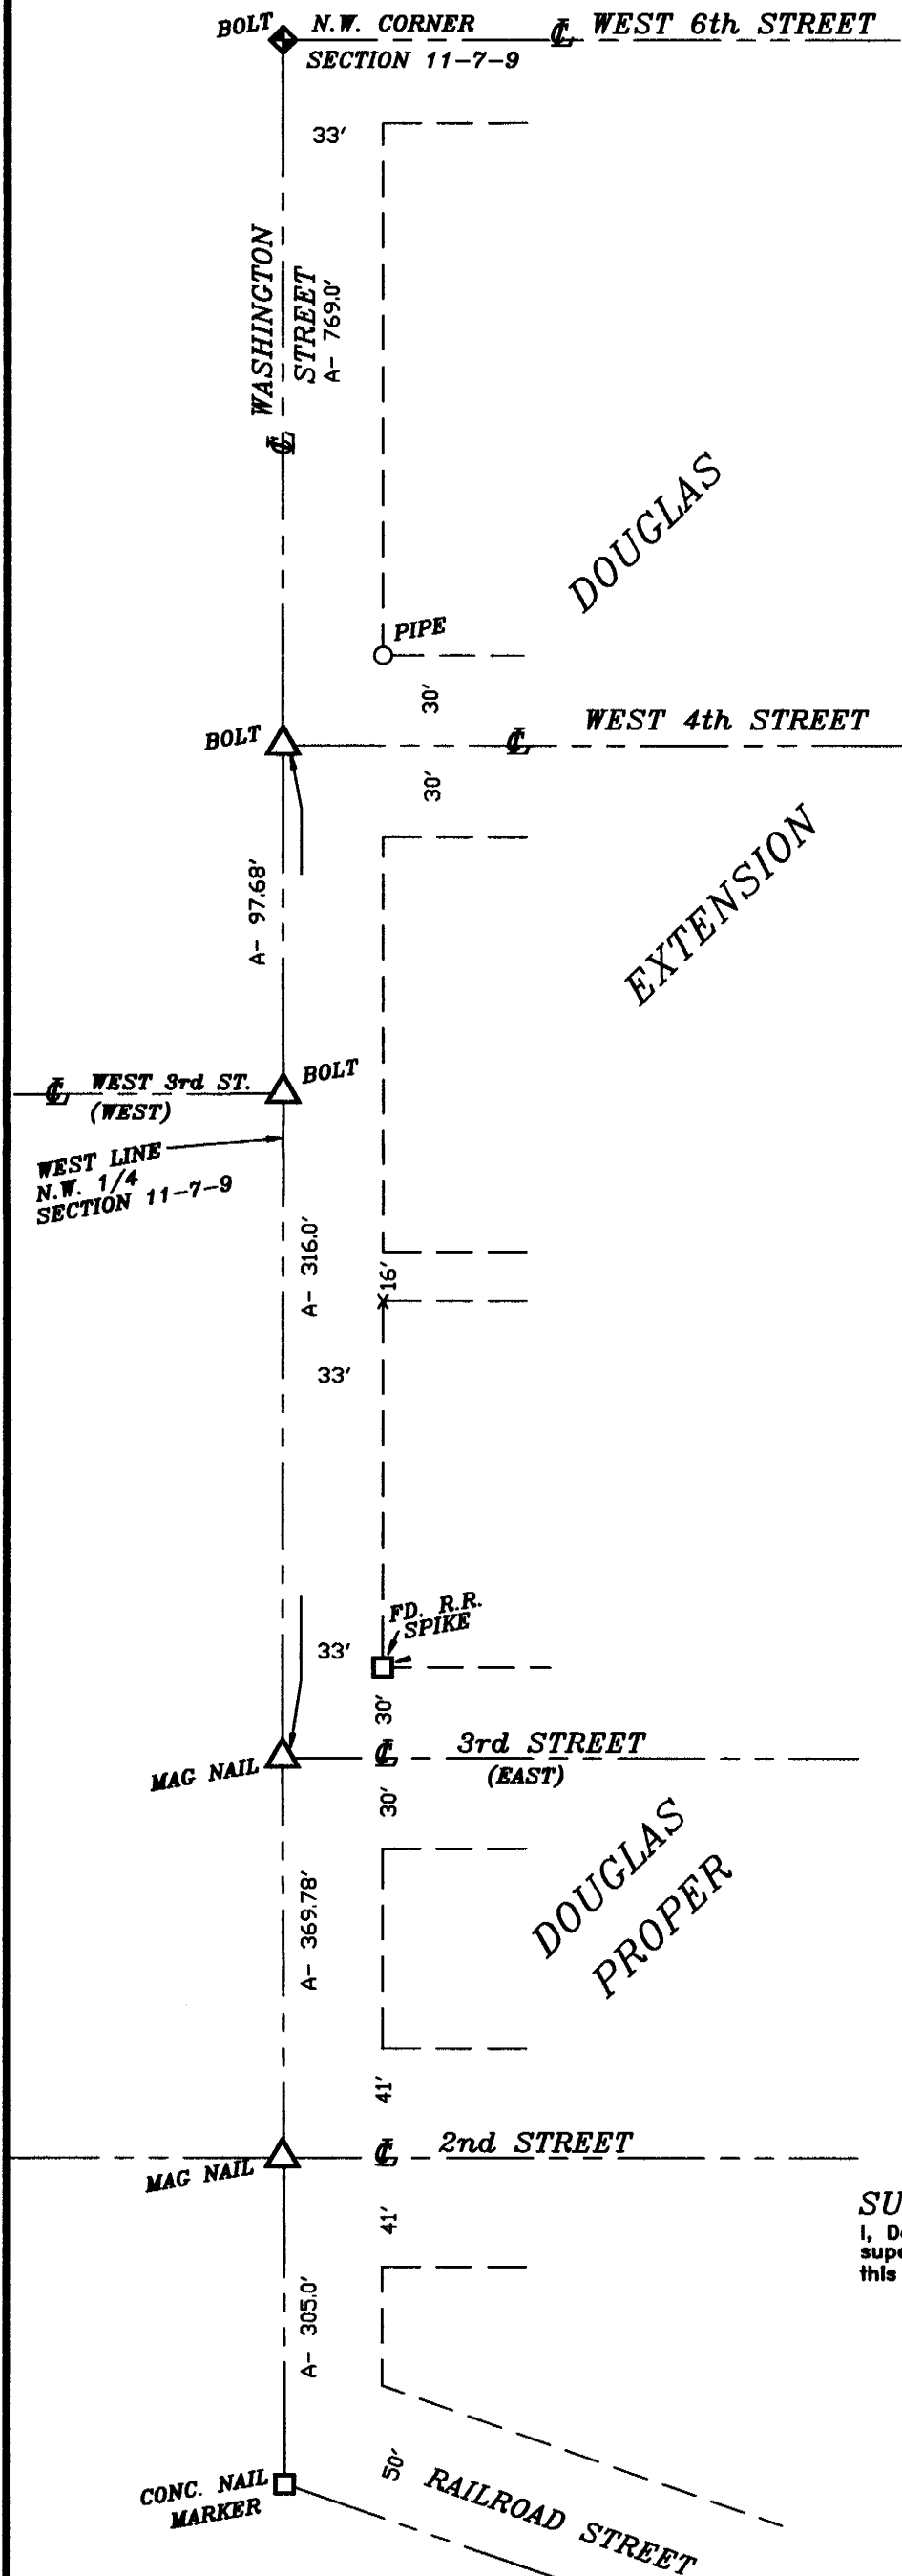 BOLT
N.W. CORNER
SECTION 11-7-9
℄ WEST 6th STREET
33'
℄ WASHINGTON
STREET
A- 769.0'
DOUGLAS
PIPE
30'
BOLT
℄ WEST 4th STREET
30'
A- 97.68'
EXTENSION
℄ WEST 3rd ST.
(WEST)
BOLT
WEST LINE
N.W. 1/4
SECTION 11-7-9
A- 316.0'
16'
33'
FD. R.R.
SPIKE
33'
30'
MAG NAIL
℄ 3rd STREET
(EAST)
30'
DOUGLAS
PROPER
A- 369.78'
41'
MAG NAIL
℄ 2nd STREET
41'
SU
I, D
supe
this
A- 305.0'
CONC. NAIL
MARKER
50'
RAILROAD STREET